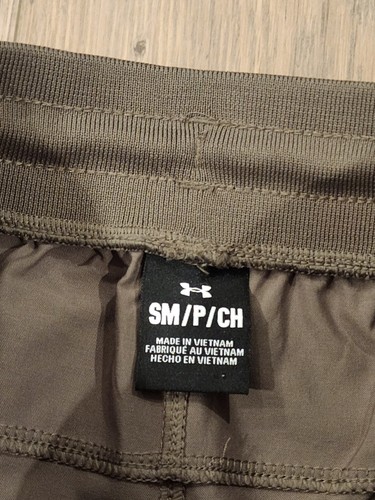 SM/P/CH
MADE IN VIETNAM
FABRIQUÉ AU VIETNAM
HECHO EN VIETNAM